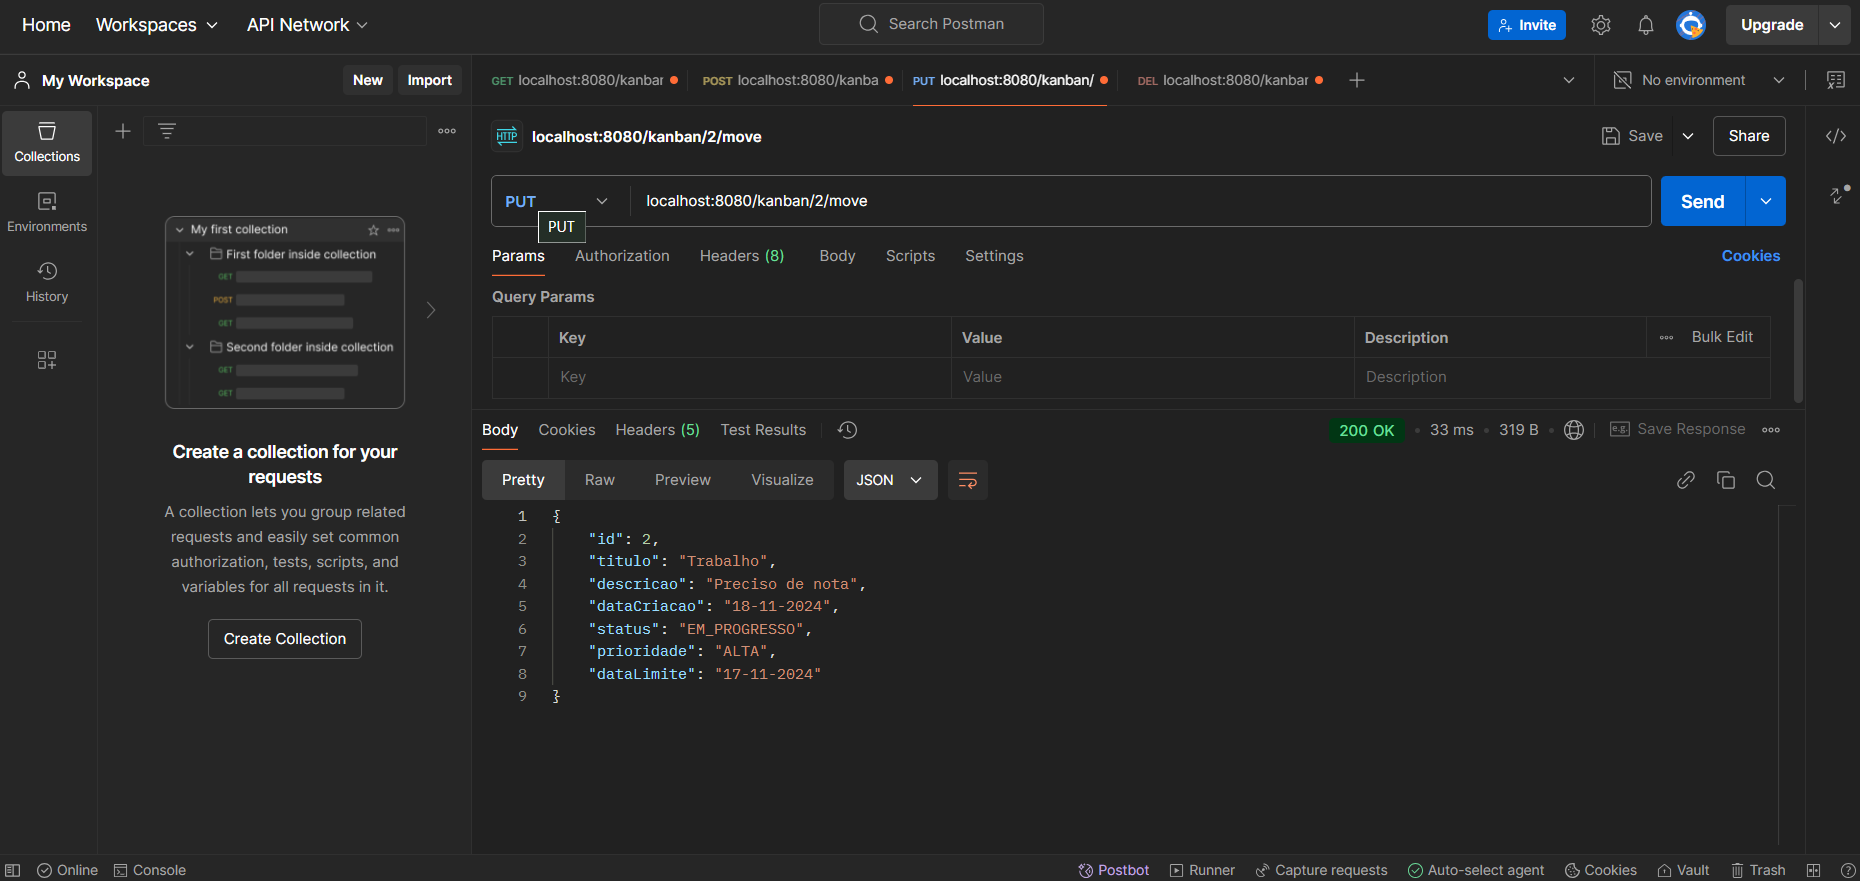 Home Workspaces API Network Search Postman Invite Upgrade
My Workspace New Import GET localhost:8080/kanbar POST localhost:8080/kanba PUT localhost:8080/kanban/ DEL localhost:8080/kanbar No environment
Collections
Environments
History
My first collection
First folder inside collection
GET
POST
GET
Second folder inside collection
GET
GET
Create a collection for your
requests
A collection lets you group related
requests and easily set common
authorization, tests, scripts, and
variables for all requests in it.
Create Collection
HTTP localhost:8080/kanban/2/move Save Share
PUT localhost:8080/kanban/2/move Send
PUT
Params Authorization Headers (8) Body Scripts Settings Cookies
Query Params
Key Value Description Bulk Edit
Key Value Description
Body Cookies Headers (5) Test Results 200 OK 33 ms 319 B e.g. Save Response
Pretty Raw Preview Visualize JSON
1 {
2 "id": 2,
3 "titulo": "Trabalho",
4 "descricao": "Preciso de nota",
5 "dataCriacao": "18-11-2024",
6 "status": "EM_PROGRESSO",
7 "prioridade": "ALTA",
8 "dataLimite": "17-11-2024"
9 }
Online Console Postbot Runner Capture requests Auto-select agent Cookies Vault Trash